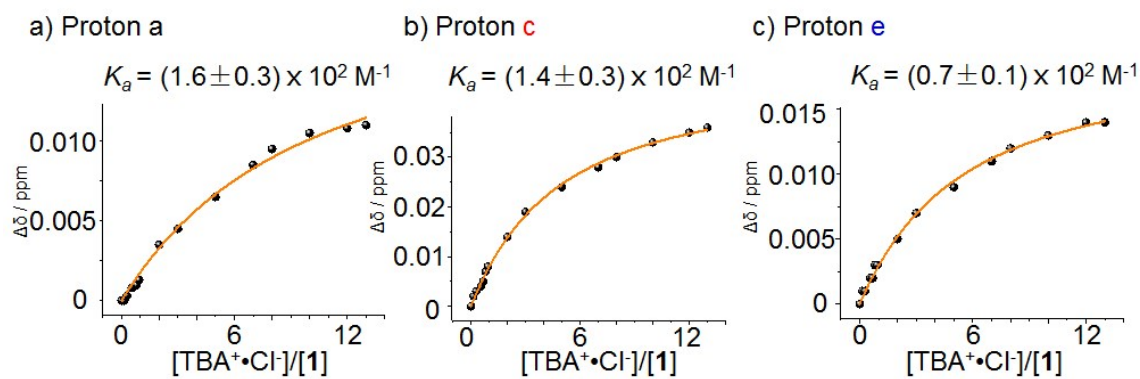 a) Proton a
Kₐ = (1.6±0.3) x 10² M⁻¹
0.010
0.005
0
Δδ / ppm
0 6 12
[TBA⁺•Cl⁻]/[1]
b) Proton c
Kₐ = (1.4±0.3) x 10² M⁻¹
0.03
0.02
0.01
0
Δδ / ppm
0 6 12
[TBA⁺•Cl⁻]/[1]
c) Proton e
Kₐ = (0.7±0.1) x 10² M⁻¹
0.015
0.010
0.005
0
Δδ / ppm
0 6 12
[TBA⁺•Cl⁻]/[1]